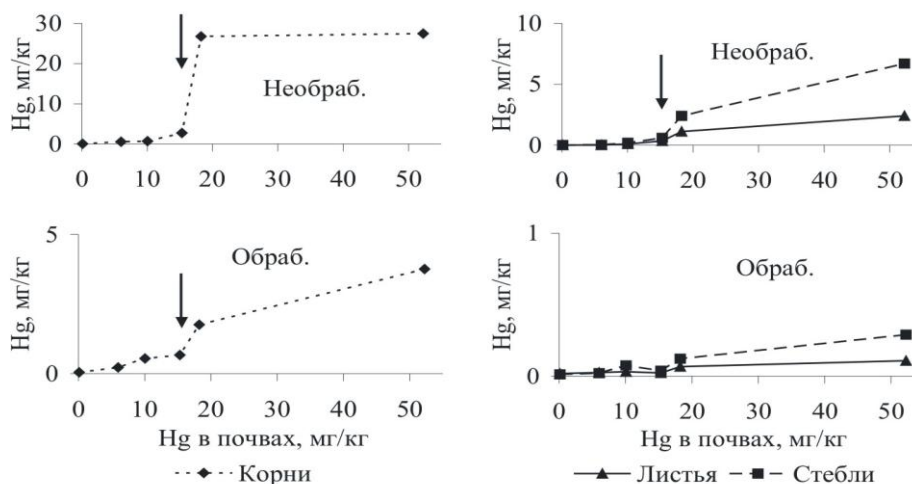 Hg, мг/кг
30
20
10
0
Необраб.
0 10 20 30 40 50
Hg, мг/кг
10
5
0
Необраб.
0 10 20 30 40 50
Hg, мг/кг
5
0
Обраб.
0 10 20 30 40 50
Hg в почвах, мг/кг
Корни
Hg, мг/кг
1
0
Обраб.
0 10 20 30 40 50
Hg в почвах, мг/кг
Листья Стебли